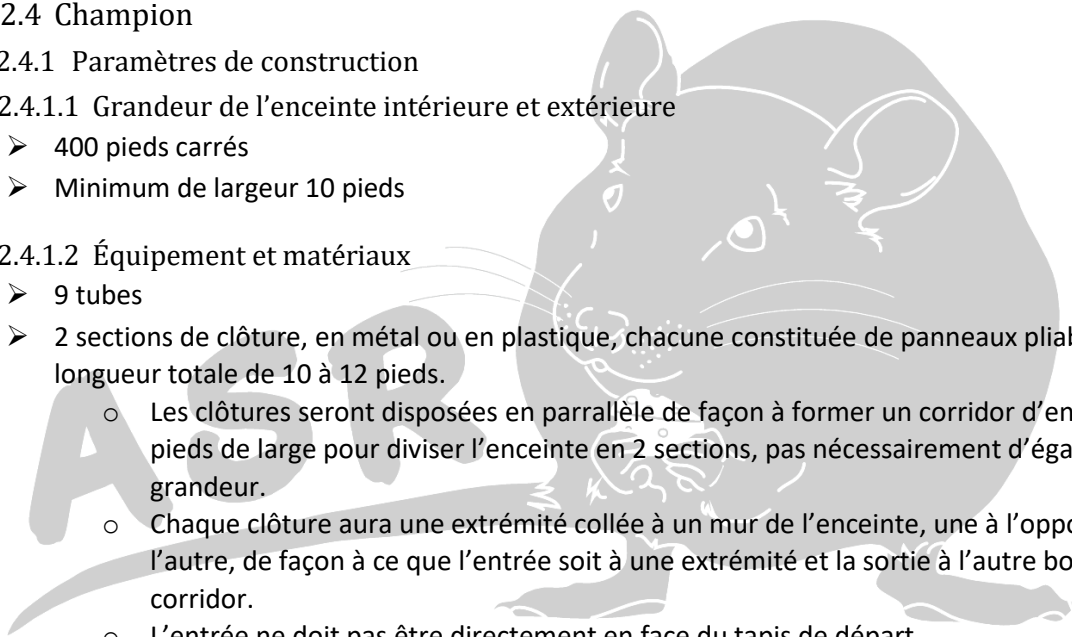 2.4 Champion
2.4.1 Paramètres de construction
2.4.1.1 Grandeur de l'enceinte intérieure et extérieure
➢ 400 pieds carrés
➢ Minimum de largeur 10 pieds
2.4.1.2 Équipement et matériaux
➢ 9 tubes
➢ 2 sections de clôture, en métal ou en plastique, chacune constituée de panneaux pliab
longueur totale de 10 à 12 pieds.
o Les clôtures seront disposées en parrallèle de façon à former un corridor d'en
pieds de large pour diviser l'enceinte en 2 sections, pas nécessairement d'éga
grandeur.
o Chaque clôture aura une extrémité collée à un mur de l'enceinte, une à l'oppo
l'autre, de façon à ce que l'entrée soit à une extrémité et la sortie à l'autre bo
corridor.
o L'entrée ne doit pas être directement en face du tapis de départ
ASR